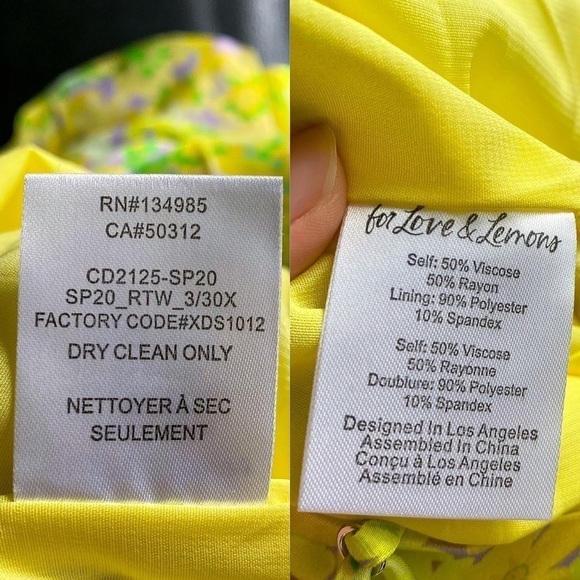 RN#134985
CA#50312
CD2125-SP20
SP20_RTW_3/30X
FACTORY CODE#XDS1012
DRY CLEAN ONLY
NETTOYER À SEC
SEULEMENT
for Love & Lemons
Self: 50% Viscose
50% Rayon
Lining: 90% Polyester
10% Spandex
Self: 50% Viscose
50% Rayonne
Doublure: 90% Polyester
10% Spandex
Designed In Los Angeles
Assembled In China
Conçu à Los Angeles
Assemblé en Chine